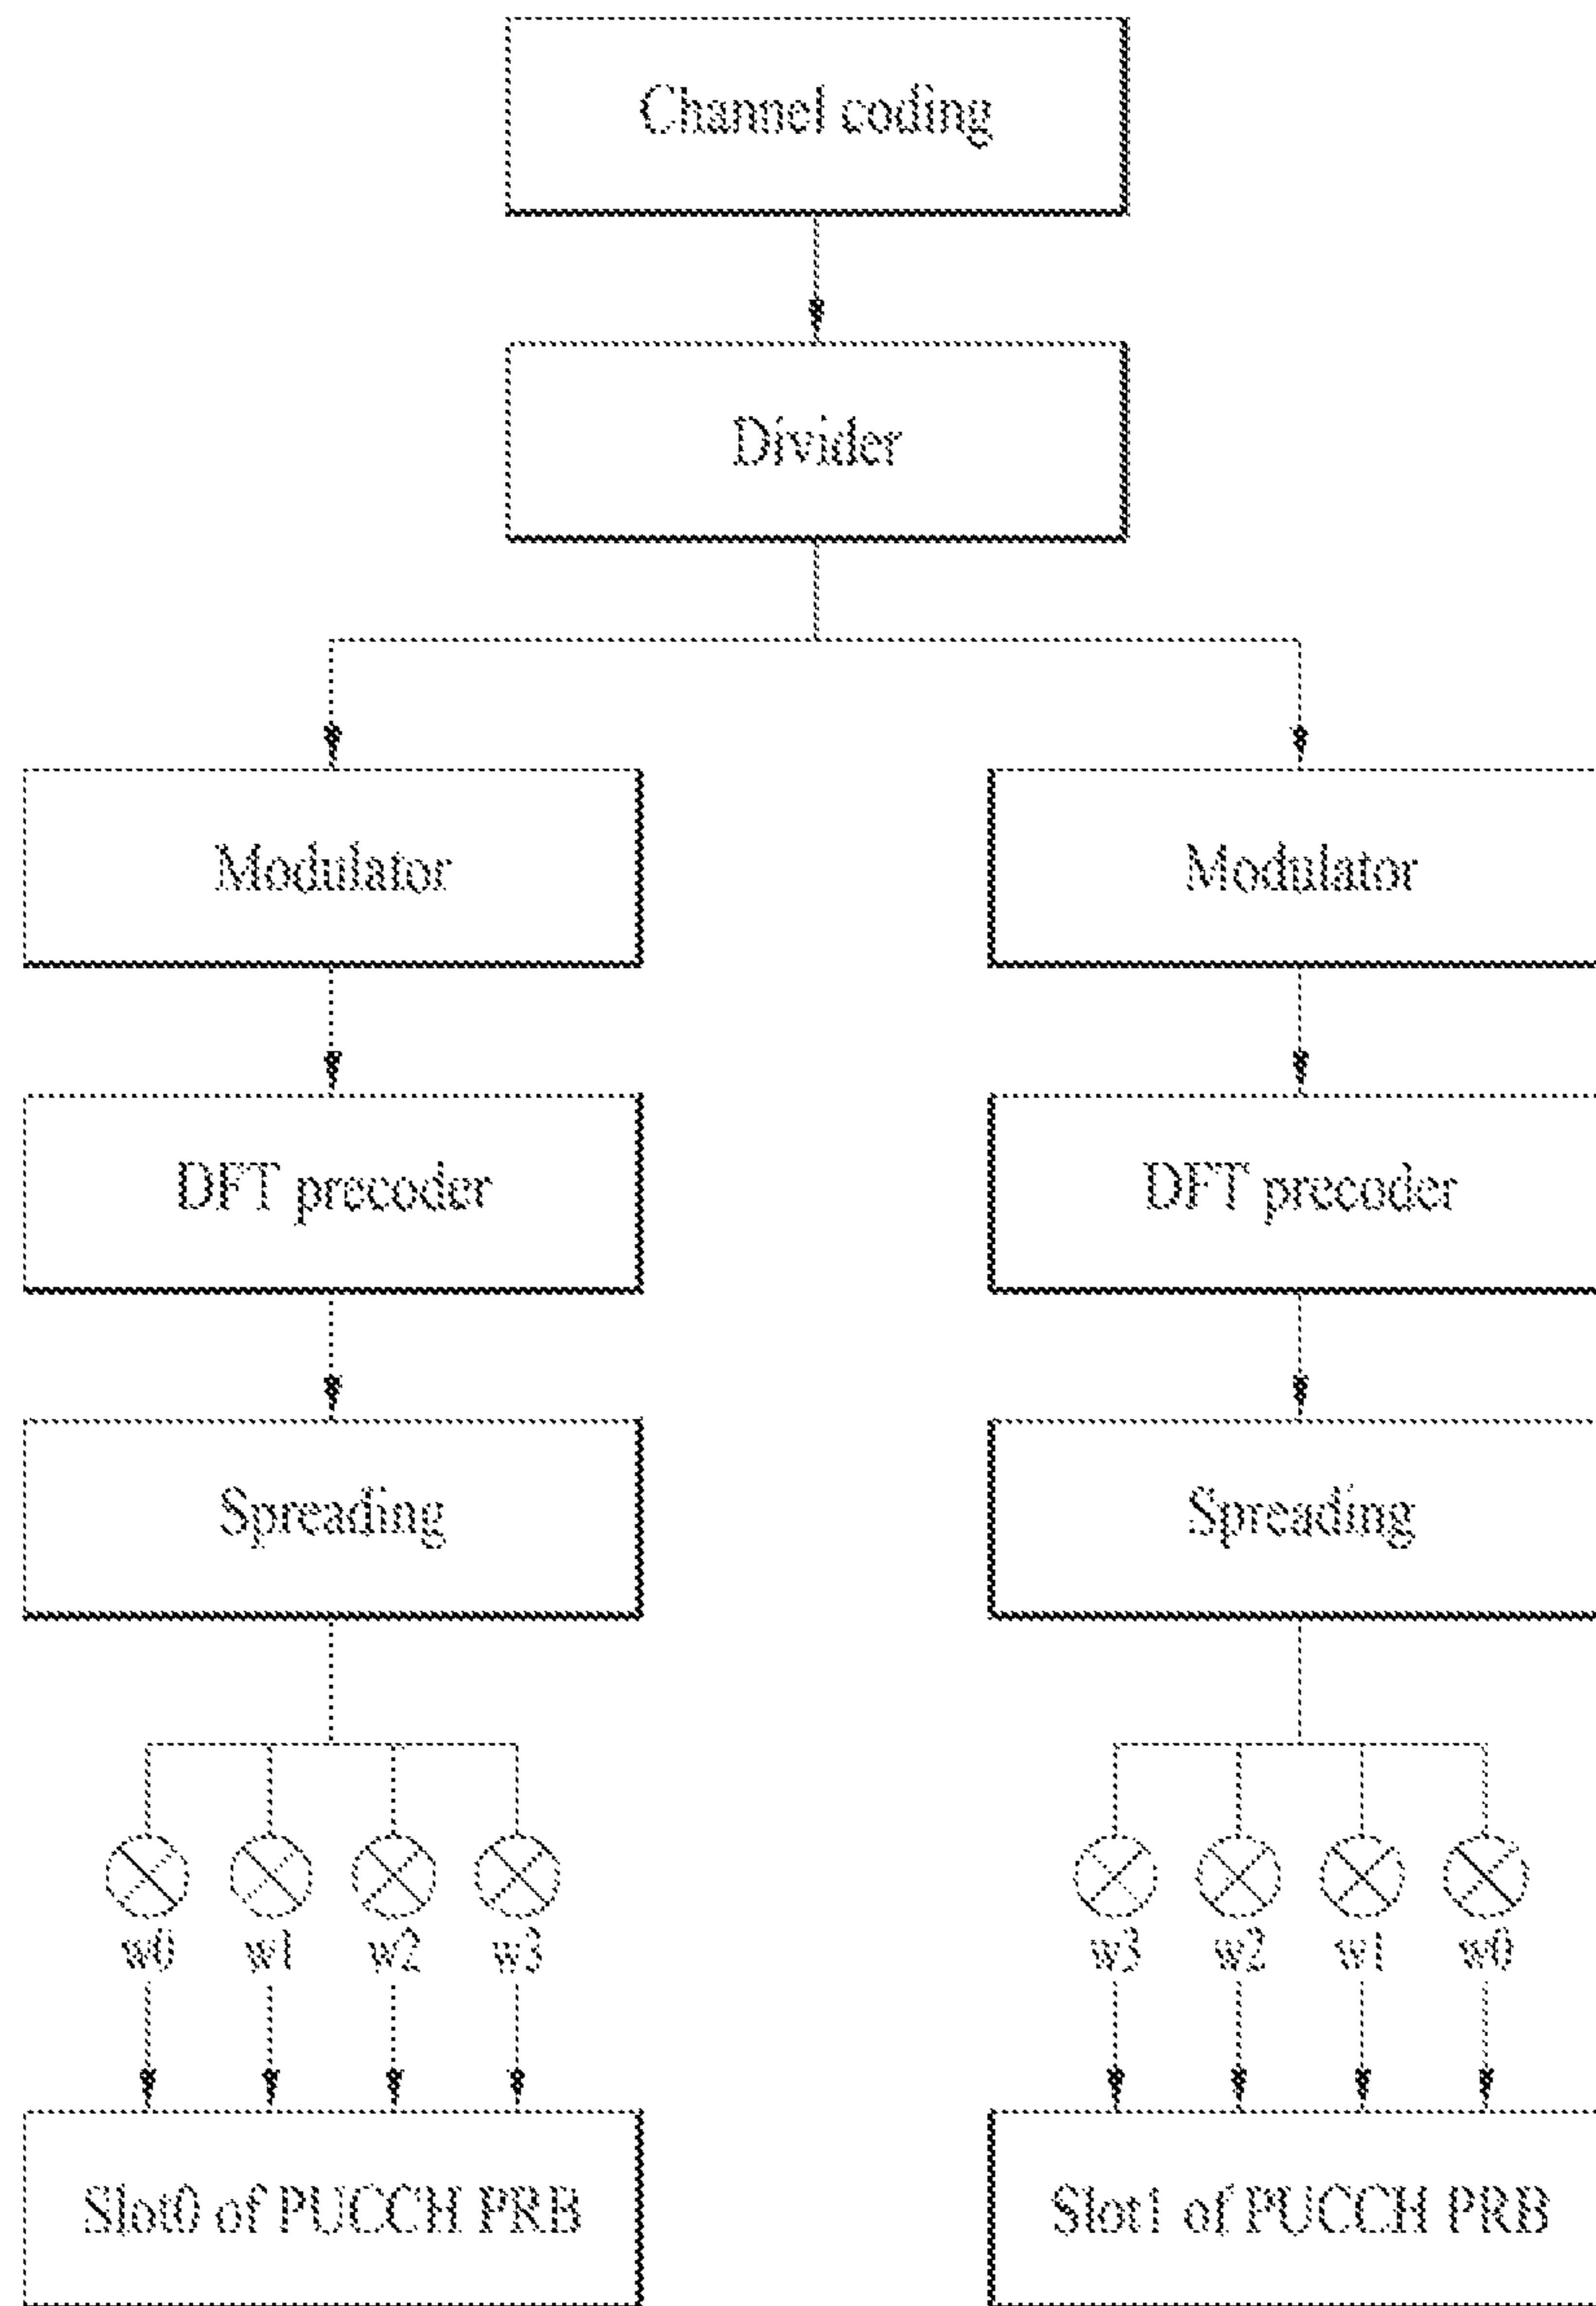 Channel coding
Divider
Modulator Modulator
DFT precoder DFT precoder
Spreading Spreading
w0 w1 w2 w3 w3 w2 w1 w0
Slot0 of PUCCH PRB Slot1 of PUCCH PRB